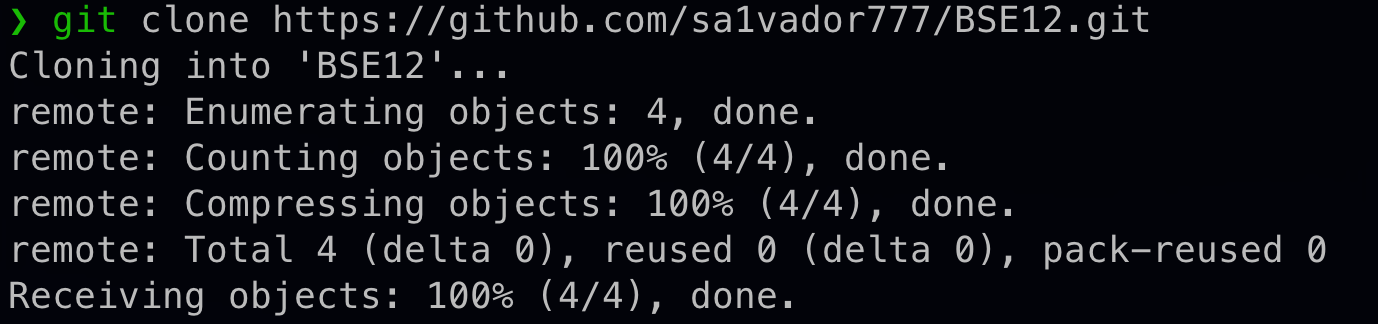 ❯ git clone https://github.com/sa1vador777/BSE12.git
Cloning into 'BSE12'...
remote: Enumerating objects: 4, done.
remote: Counting objects: 100% (4/4), done.
remote: Compressing objects: 100% (4/4), done.
remote: Total 4 (delta 0), reused 0 (delta 0), pack-reused 0
Receiving objects: 100% (4/4), done.